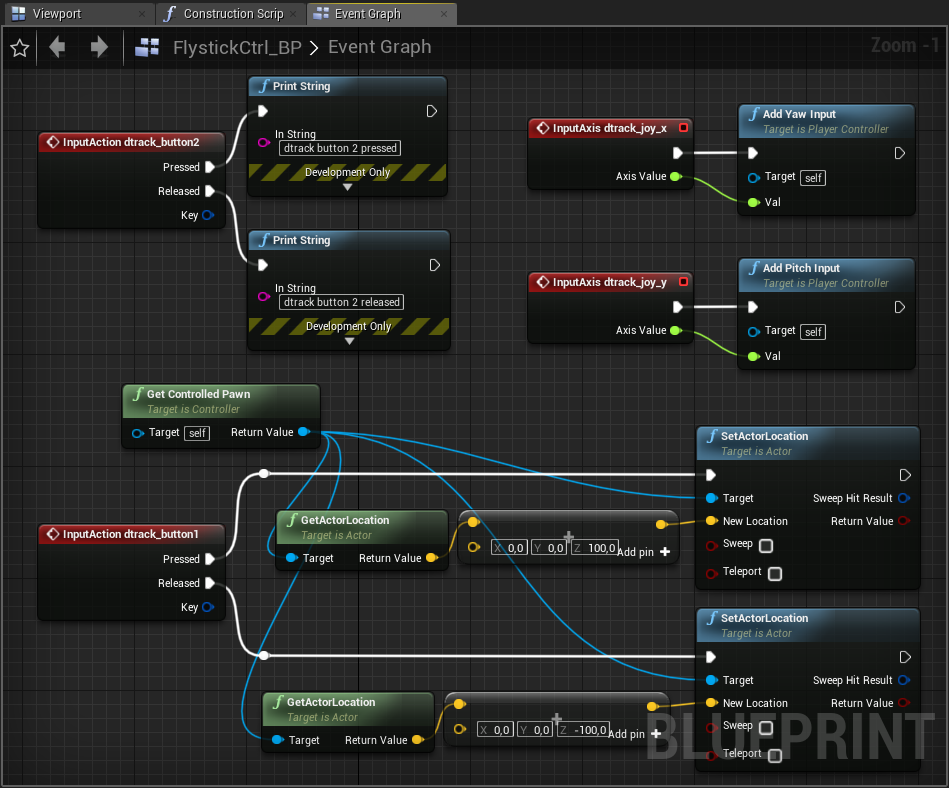 Viewport
Construction Scrip
Event Graph
FlystickCtrl_BP > Event Graph
Zoom -1
Print String
In String
dtrack button 2 pressed
Development Only
InputAction dtrack_button2
Pressed
Released
Key
Print String
In String
dtrack button 2 released
Development Only
InputAxis dtrack_joy_x
Axis Value
Add Yaw Input
Target is Player Controller
Target self
Val
InputAxis dtrack_joy_y
Axis Value
Add Pitch Input
Target is Player Controller
Target self
Val
Get Controlled Pawn
Target is Controller
Target self Return Value
InputAction dtrack_button1
Pressed
Released
Key
GetActorLocation
Target is Actor
Target Return Value
X 0,0 Y 0,0 Z 100,0 Add pin +
SetActorLocation
Target is Actor
Target Sweep Hit Result
New Location Return Value
Sweep
Teleport
GetActorLocation
Target is Actor
Target Return Value
X 0,0 Y 0,0 Z -100,0 Add pin +
SetActorLocation
Target is Actor
Target Sweep Hit Result
New Location Return Value
Sweep
Teleport
BLUEPRINT